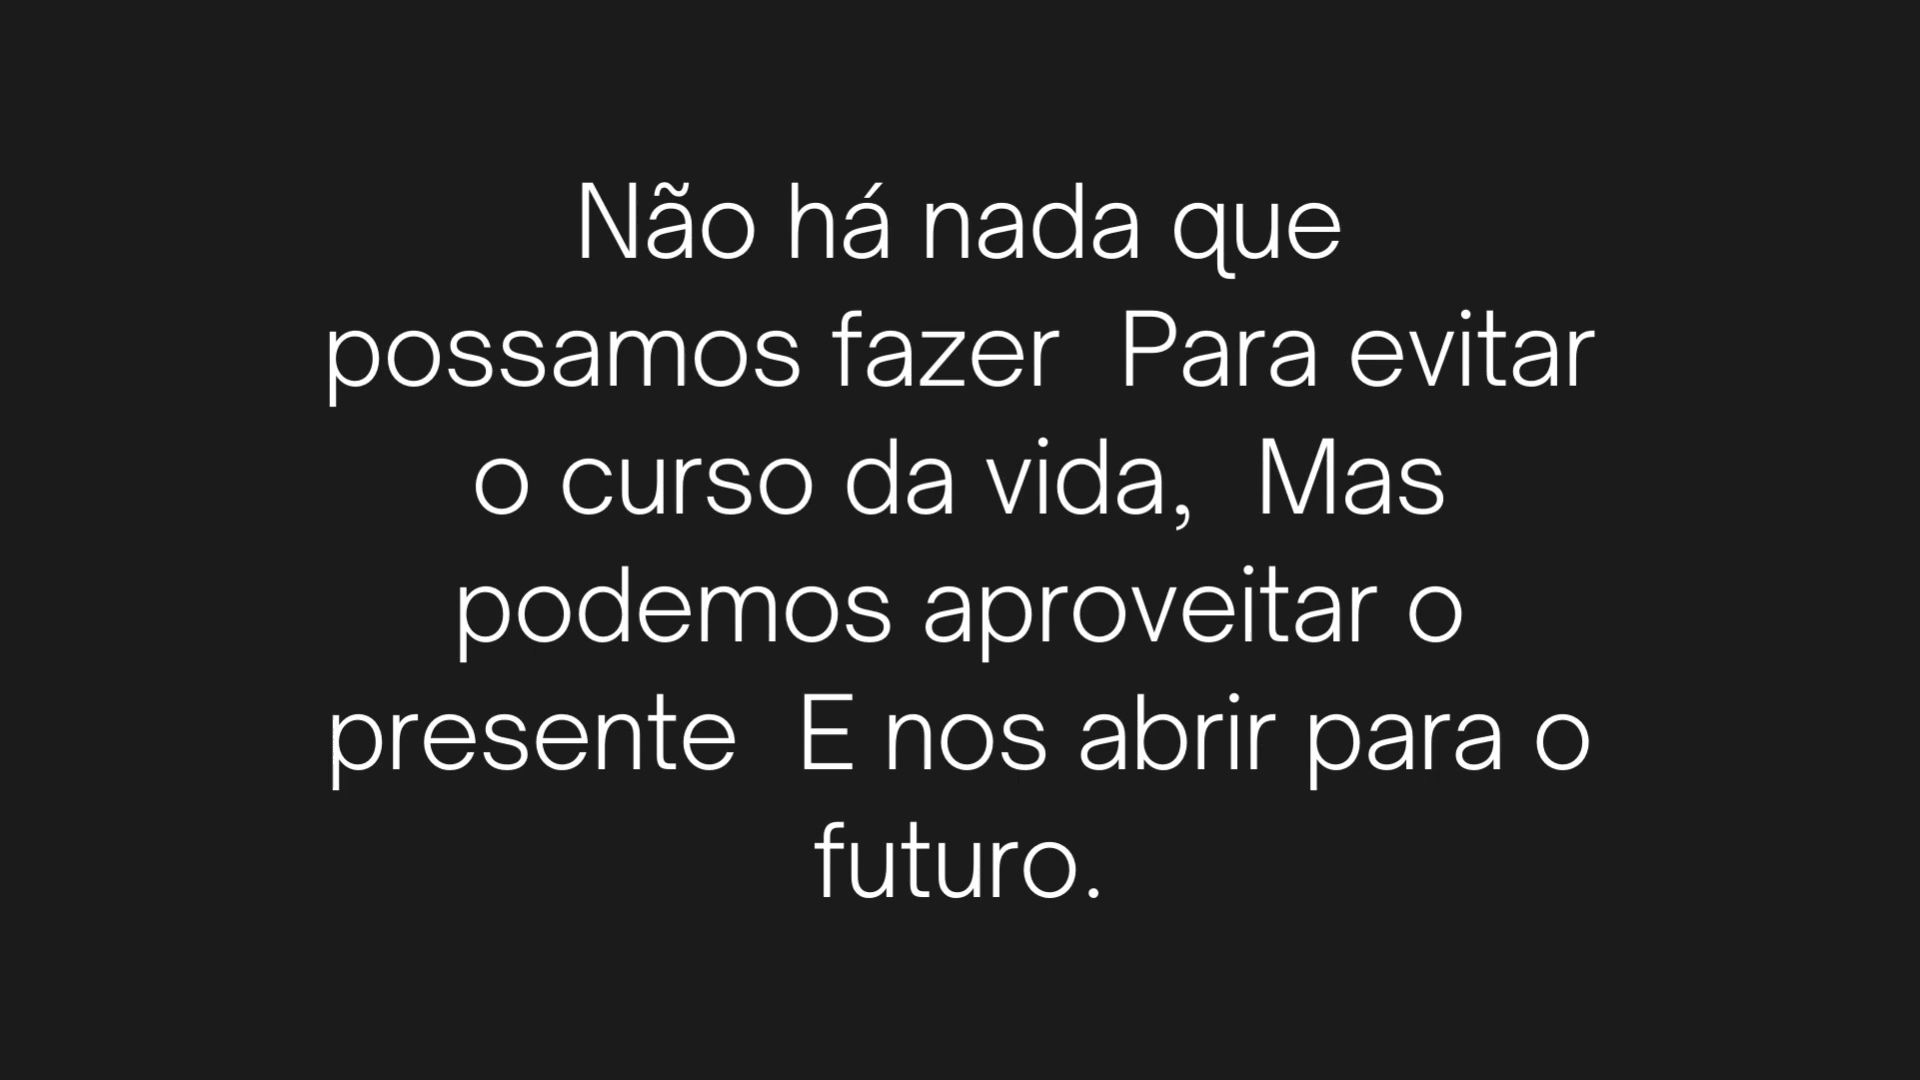 Não há nada que
possamos fazer  Para evitar
o curso da vida,  Mas
podemos aproveitar o
presente  E nos abrir para o
futuro.